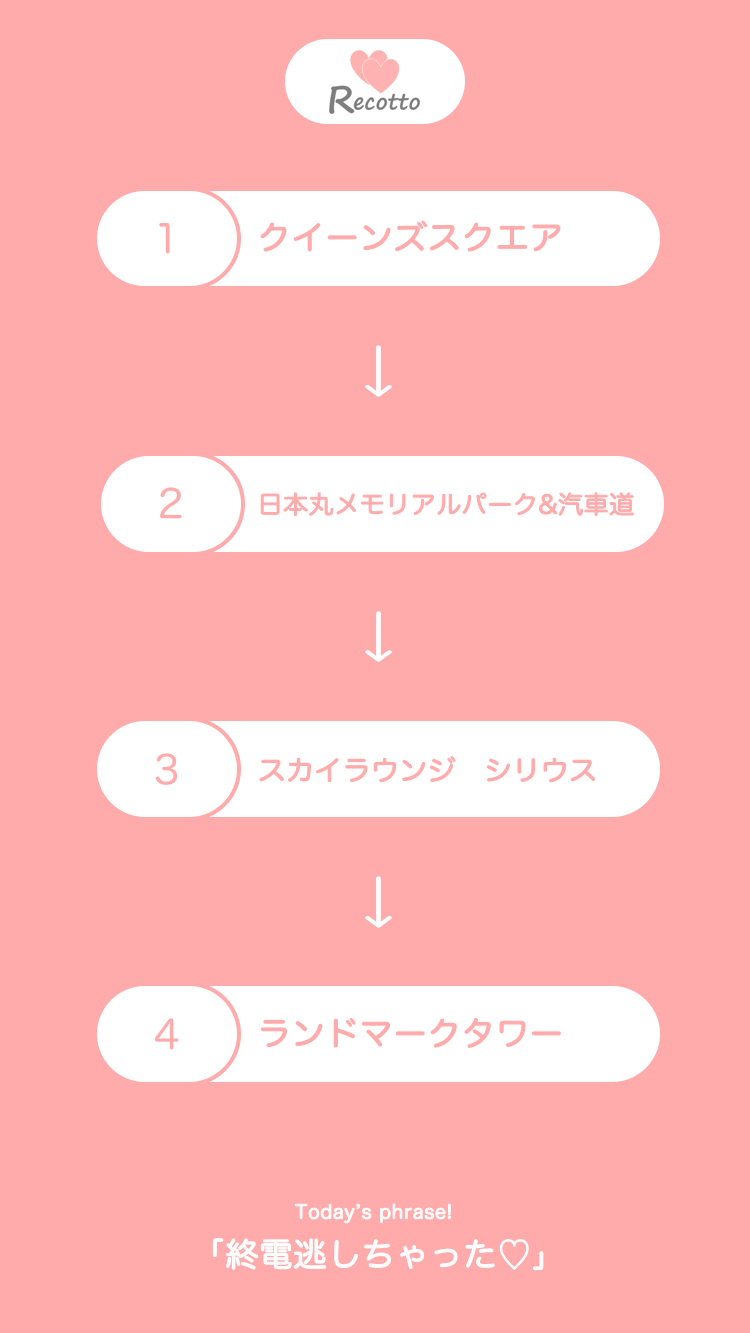 Recotto
1 クイーンズスクエア
↓
2 日本丸メモリアルパーク&汽車道
↓
3 スカイラウンジ　シリウス
↓
4 ランドマークタワー
Today's phrase!
「終電逃しちゃった♡」